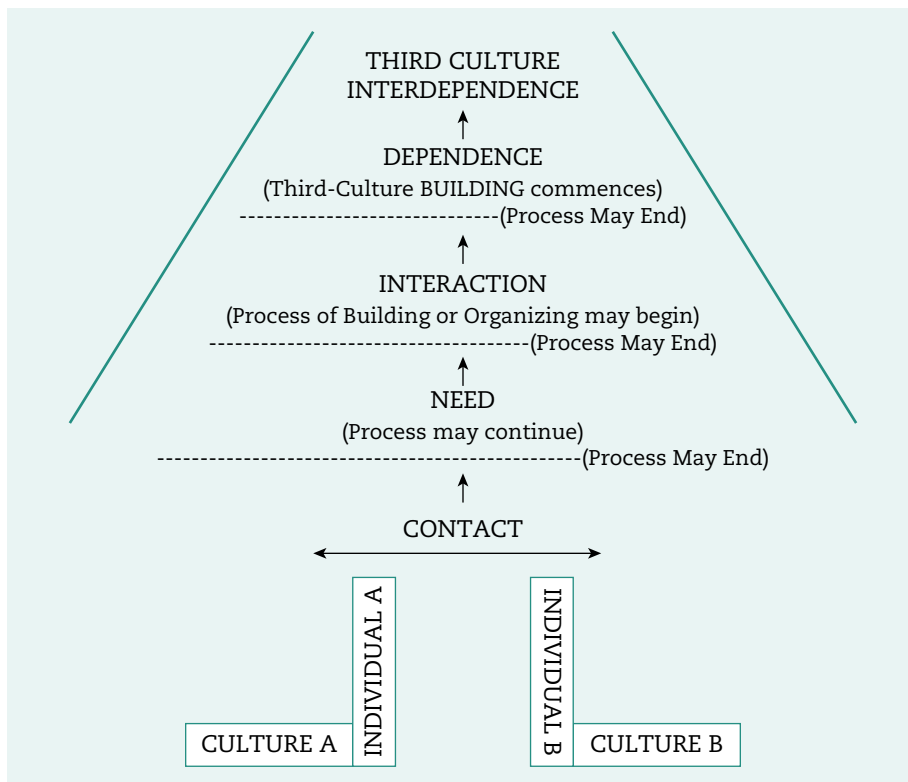 THIRD CULTURE
INTERDEPENDENCE
DEPENDENCE
(Third-Culture BUILDING commences)
------------------------------(Process May End)
INTERACTION
(Process of Building or Organizing may begin)
-------------------------------------(Process May End)
NEED
(Process may continue)
-------------------------------------------------(Process May End)
CONTACT
INDIVIDUAL A
INDIVIDUAL B
CULTURE A
CULTURE B